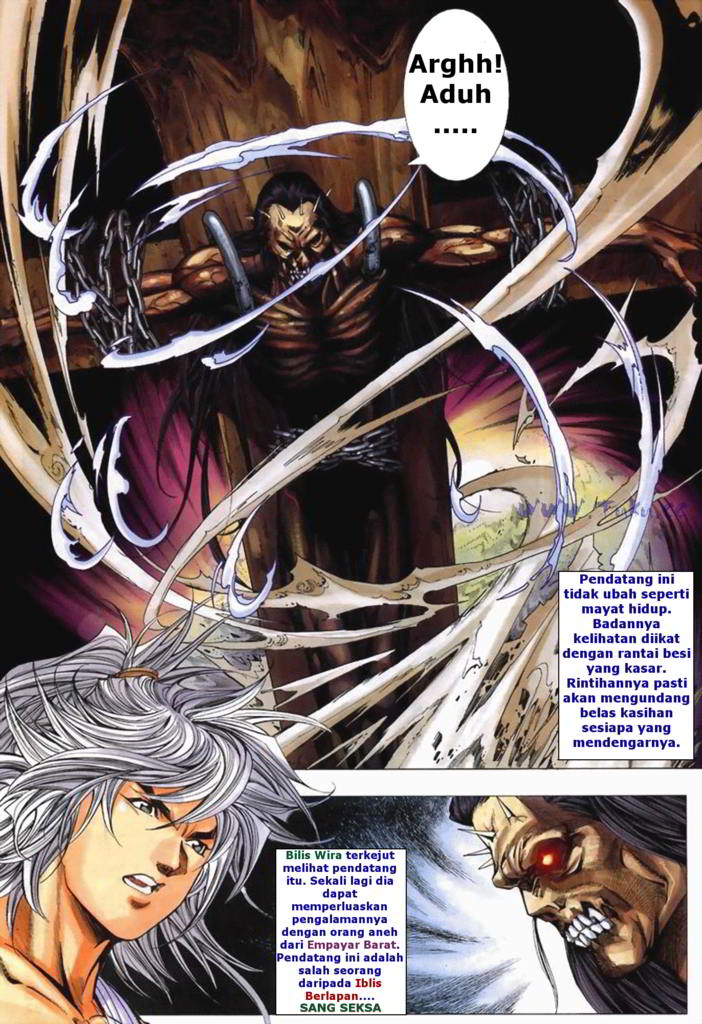 Arghh!
Aduh
.....
Pendatang ini
tidak ubah seperti
mayat hidup.
Badannya
kelihatan diikat
dengan rantai besi
yang kasar.
Rintihannya pasti
akan mengundang
belas kasihan
sesiapa yang
mendengarnya.
Bilis Wira terkejut
melihat pendatang
itu. Sekali lagi dia
dapat
memperluaskan
pengalamannya
dengan orang aneh
dari Empayar Barat.
Pendatang ini adalah
salah seorang
daripada Iblis
Berlapan....
SANG SEKSA